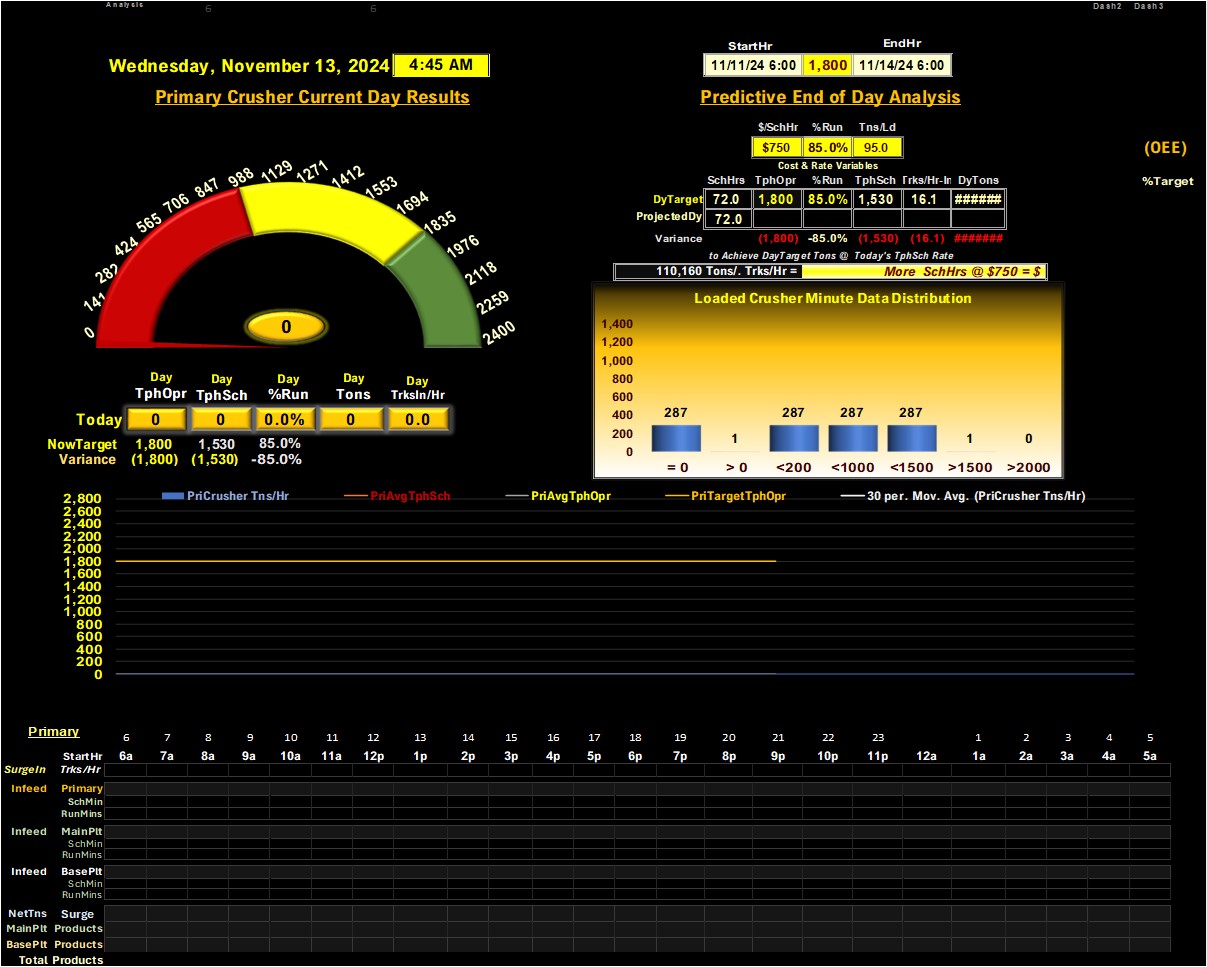 Analysis 6 6 Dash2 Dash3
StartHr EndHr
Wednesday, November 13, 2024 4:45 AM 11/11/24 6:00 1,800 11/14/24 6:00
Primary Crusher Current Day Results Predictive End of Day Analysis
$/SchHr %Run Tns/Ld
$750 85.0% 95.0 (OEE)
Cost & Rate Variables
SchHrs TphOpr %Run TphSch Trks/Hr-In DyTons %Target
DyTarget 72.0 1,800 85.0% 1,530 16.1 ######
ProjectedDy 72.0
Variance (1,800) -85.0% (1,530) (16.1) #######
to Achieve DayTarget Tons @ Today's TphSch Rate
110,160 Tons/. Trks/Hr = More SchHrs @ $750 = $
0 141 282 424 565 706 847 988 1129 1271 1412 1553 1694 1835 1976 2118 2259 2400
0
Loaded Crusher Minute Data Distribution
1,400
1,200
1,000
800
600
400
200
0
287 1 287 287 287 1 0
= 0 > 0 <200 <1000 <1500 >1500 >2000
Day Day Day Day Day
TphOpr TphSch %Run Tons TrksIn/Hr
Today 0 0 0.0% 0 0.0
NowTarget 1,800 1,530 85.0%
Variance (1,800) (1,530) -85.0%
PriCrusher Tns/Hr PriAvgTphSch PriAvgTphOpr PriTargetTphOpr 30 per. Mov. Avg. (PriCrusher Tns/Hr)
2,800
2,600
2,400
2,200
2,000
1,800
1,600
1,400
1,200
1,000
800
600
400
200
0
Primary 6 7 8 9 10 11 12 13 14 15 16 17 18 19 20 21 22 23 1 2 3 4 5
StartHr 6a 7a 8a 9a 10a 11a 12p 1p 2p 3p 4p 5p 6p 7p 8p 9p 10p 11p 12a 1a 2a 3a 4a 5a
SurgeIn Trks/Hr
Infeed Primary
SchMin
RunMins
Infeed MainPlt
SchMin
RunMins
Infeed BasePlt
SchMin
RunMins
NetTns Surge
MainPlt Products
BasePlt Products
Total Products